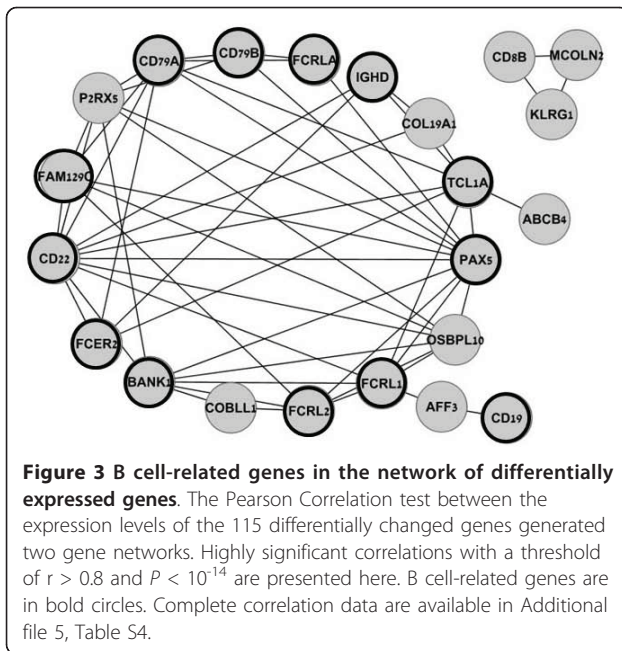 CD79A
CD79B
FCRLA
IGHD
CD8B
MCOLN2
P2RX5
COL19A1
KLRG1
FAM129C
TCL1A
ABCB4
CD22
PAX5
FCER2
OSBPL10
BANK1
FCRL1
COBLL1
FCRL2
AFF3
CD19
Figure 3 B cell-related genes in the network of differentially
expressed genes. The Pearson Correlation test between the
expression levels of the 115 differentially changed genes generated
two gene networks. Highly significant correlations with a threshold
of r > 0.8 and P < 10⁻¹⁴ are presented here. B cell-related genes are
in bold circles. Complete correlation data are available in Additional
file 5, Table S4.